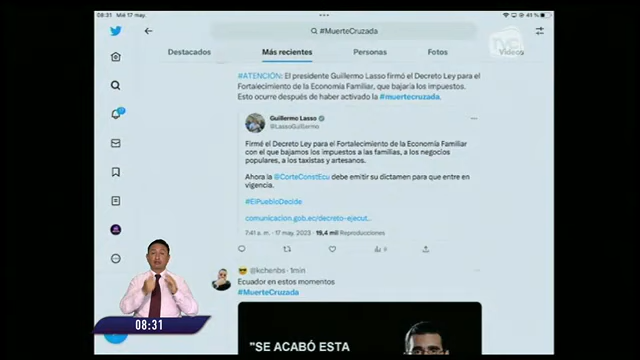 08:31 Mié 17 may.
41 %
#MuerteCruzada
Destacados
Más recientes
Personas
Fotos
TVC
Videos
#ATENCIÓN: El presidente Guillermo Lasso firmó el Decreto Ley para el
Fortalecimiento de la Economía Familiar, que bajaría los impuestos.
Esto ocurre después de haber activado la #muertecruzada.
Guillermo Lasso
@LassoGuillermo
Firmé el Decreto Ley para el Fortalecimiento de la Economía Familiar
con el que bajamos los impuestos a las familias, a los negocios
populares, a los taxistas y artesanos.
Ahora la @CorteConstEcu debe emitir su dictamen para que entre en
vigencia.
#ElPuebloDecide
comunicacion.gob.ec/decreto-ejecut...
7:41 a. m. · 17 may. 2023 · 19,4 mil Reproducciones
@kchenbs · 1min
Ecuador en estos momentos
#MuerteCruzada
"SE ACABÓ ESTA
08:31